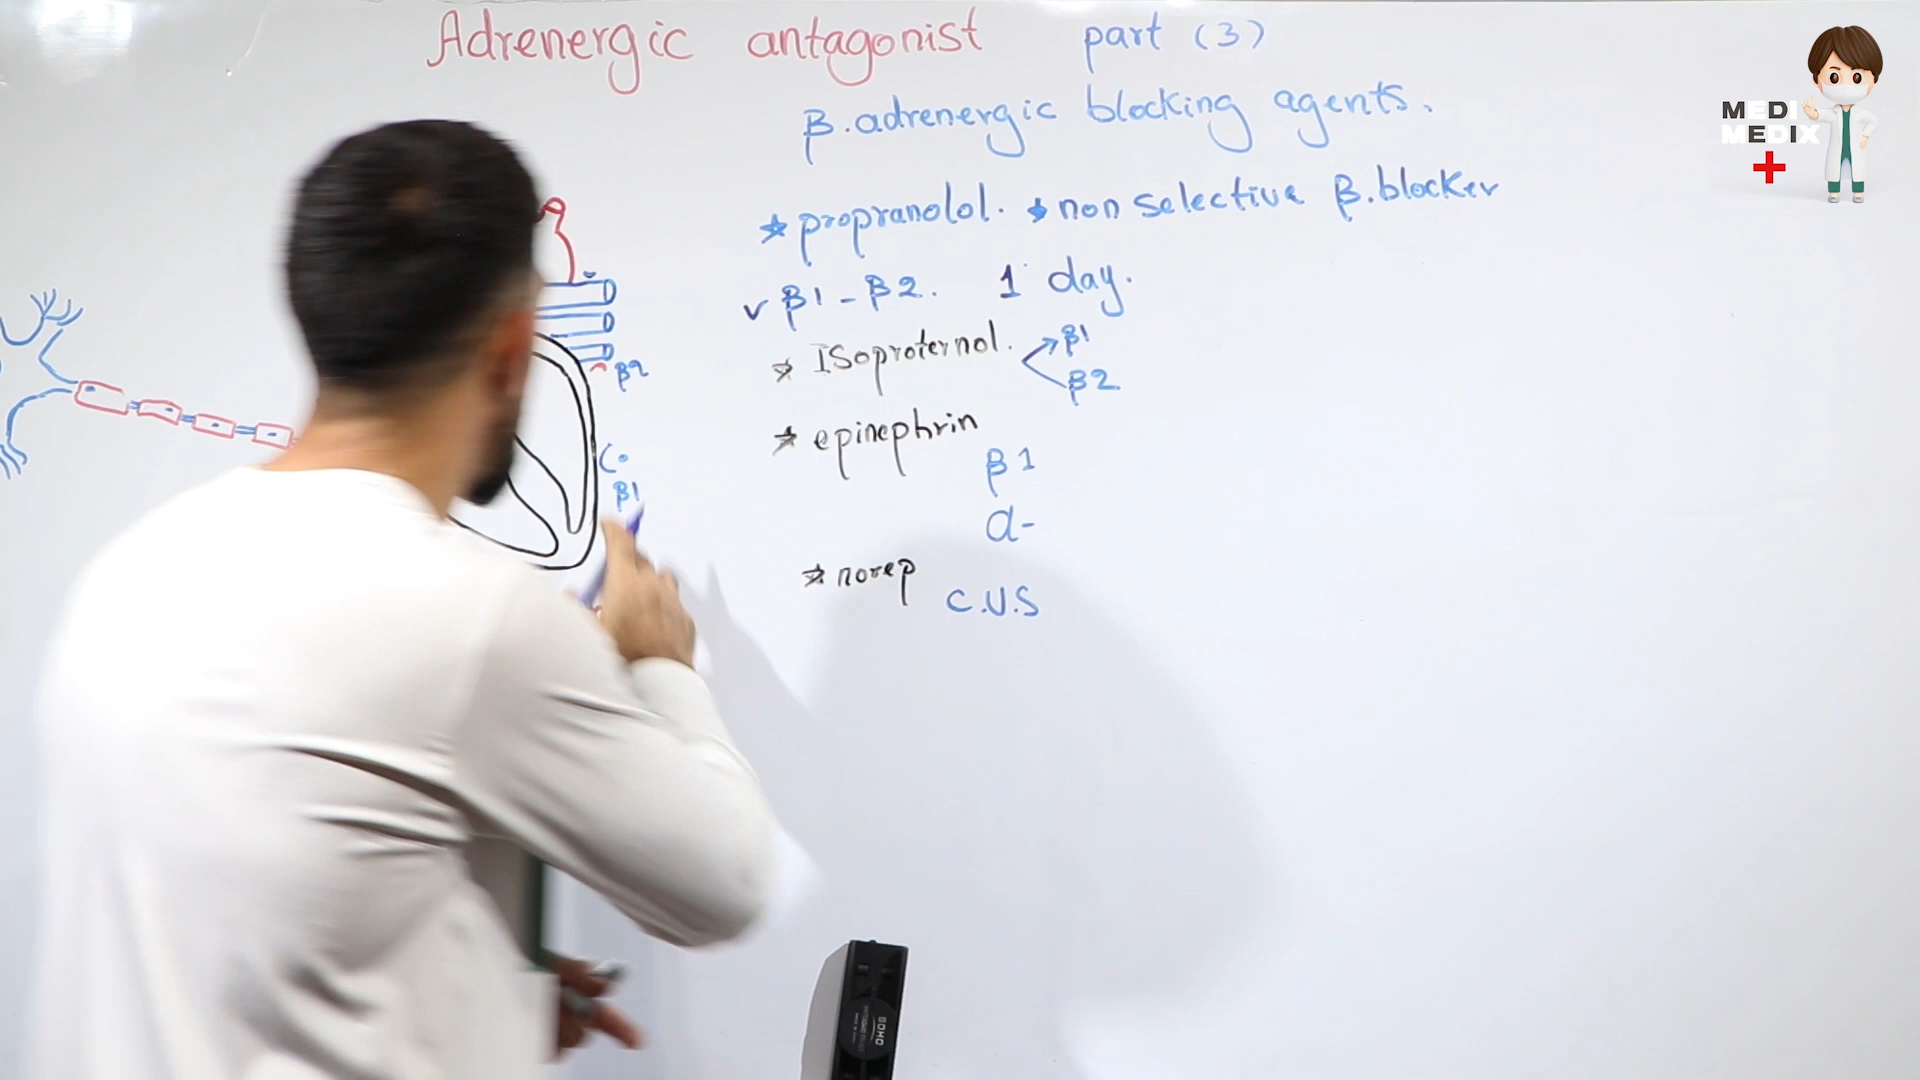 Adrenergic antagonist part (3)
β.adrenergic blocking agents.
MEDI
MEDIX
* propranolol. * non selective β.blocker
v β1 - β2. 1 day.
* ISoproternol. β1
β2
* epinephrin
β1
α-
* norep
C.V.S
β2
C.
β1
BOHO